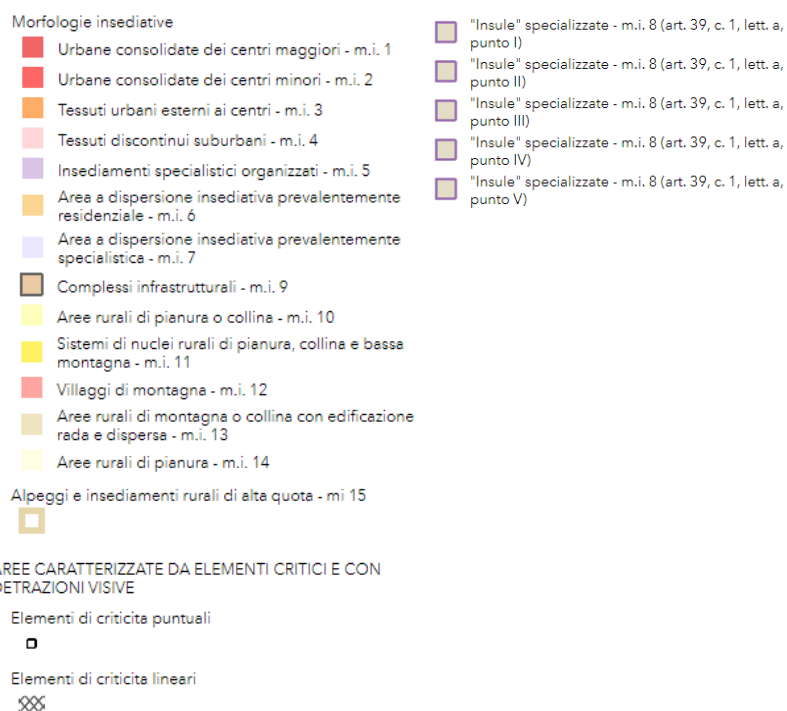 Morfologie insediative
Urbane consolidate dei centri maggiori - m.i. 1
Urbane consolidate dei centri minori - m.i. 2
Tessuti urbani esterni ai centri - m.i. 3
Tessuti discontinui suburbani - m.i. 4
Insediamenti specialistici organizzati - m.i. 5
Area a dispersione insediativa prevalentemente
residenziale - m.i. 6
Area a dispersione insediativa prevalentemente
specialistica - m.i. 7
Complessi infrastrutturali - m.i. 9
Aree rurali di pianura o collina - m.i. 10
Sistemi di nuclei rurali di pianura, collina e bassa
montagna - m.i. 11
Villaggi di montagna - m.i. 12
Aree rurali di montagna o collina con edificazione
rada e dispersa - m.i. 13
Aree rurali di pianura - m.i. 14
Alpeggi e insediamenti rurali di alta quota - mi 15
AREE CARATTERIZZATE DA ELEMENTI CRITICI E CON
DETRAZIONI VISIVE
Elementi di criticita puntuali
Elementi di criticita lineari
"Insule" specializzate - m.i. 8 (art. 39, c. 1, lett. a,
punto I)
"Insule" specializzate - m.i. 8 (art. 39, c. 1, lett. a,
punto II)
"Insule" specializzate - m.i. 8 (art. 39, c. 1, lett. a,
punto III)
"Insule" specializzate - m.i. 8 (art. 39, c. 1, lett. a,
punto IV)
"Insule" specializzate - m.i. 8 (art. 39, c. 1, lett. a,
punto V)